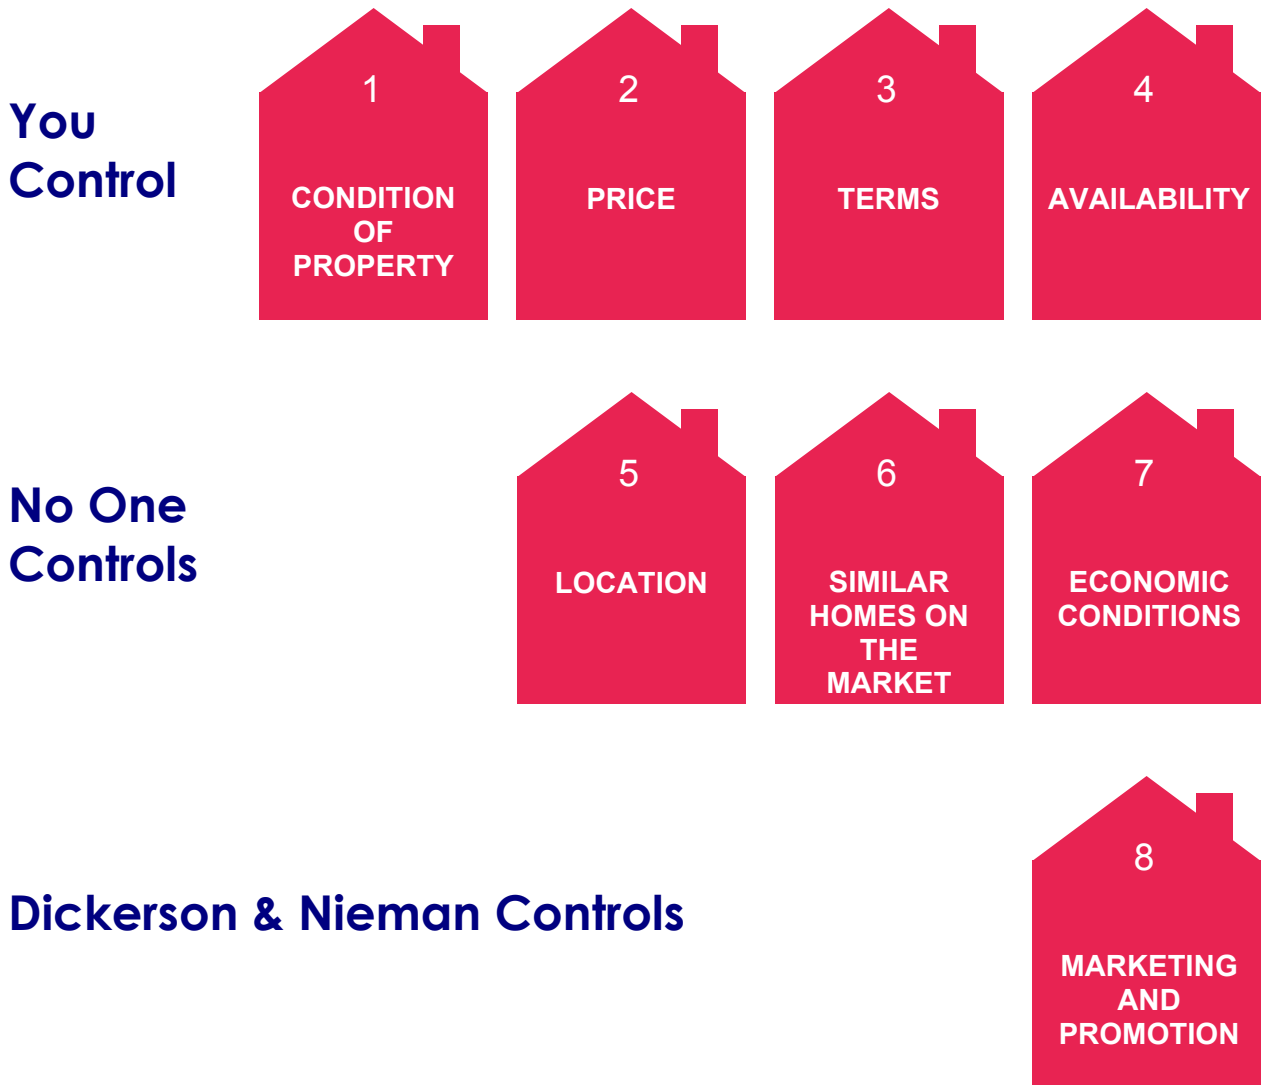 You
Control
1
CONDITION
OF
PROPERTY
2
PRICE
3
TERMS
4
AVAILABILITY
No One
Controls
5
LOCATION
6
SIMILAR
HOMES ON
THE
MARKET
7
ECONOMIC
CONDITIONS
Dickerson & Nieman Controls
8
MARKETING
AND
PROMOTION